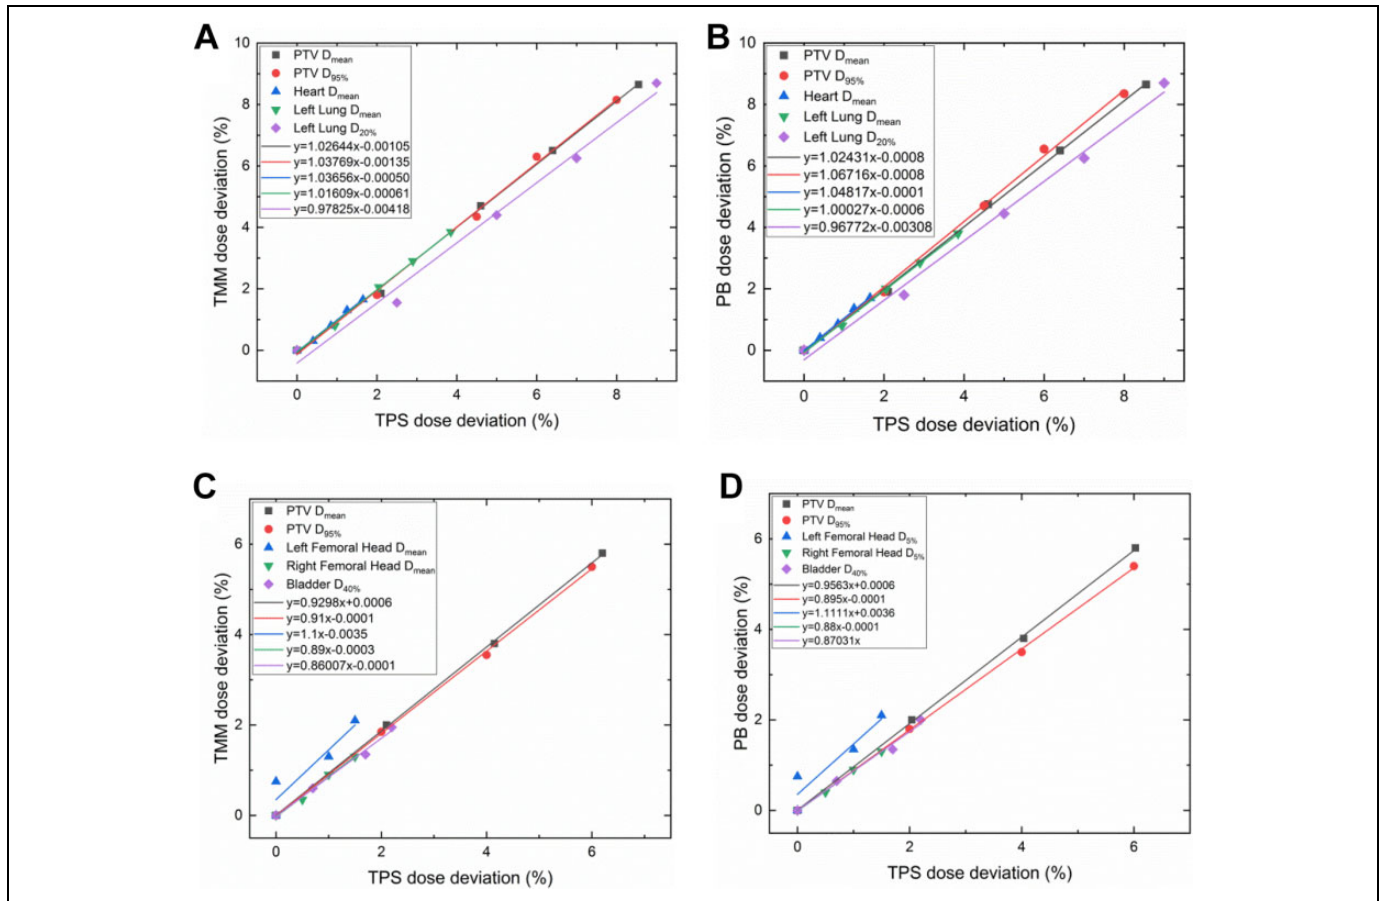 A
10
8
6
4
2
0
TMM dose deviation (%)
PTV Dmean
PTV D95%
Heart Dmean
Left Lung Dmean
Left Lung D20%
y=1.02644x-0.00105
y=1.03769x-0.00135
y=1.03656x-0.00050
y=1.01609x-0.00061
y=0.97825x-0.00418
0 2 4 6 8
TPS dose deviation (%)
B
10
8
6
4
2
0
PB dose deviation (%)
PTV Dmean
PTV D95%
Heart Dmean
Left Lung Dmean
Left Lung D20%
y=1.02431x-0.0008
y=1.06716x-0.0008
y=1.04817x-0.0001
y=1.00027x-0.0006
y=0.96772x-0.00308
0 2 4 6 8
TPS dose deviation (%)
C
6
4
2
0
TMM dose deviation (%)
PTV Dmean
PTV D95%
Left Femoral Head Dmean
Right Femoral Head Dmean
Bladder D40%
y=0.9298x+0.0006
y=0.91x-0.0001
y=1.1x-0.0035
y=0.89x-0.0003
y=0.86007x-0.0001
0 2 4 6
TPS dose deviation (%)
D
6
4
2
0
PB dose deviation (%)
PTV Dmean
PTV D95%
Left Femoral Head D5%
Right Femoral Head D5%
Bladder D40%
y=0.9563x+0.0006
y=0.895x-0.0001
y=1.1111x+0.0036
y=0.88x-0.0001
y=0.87031x
0 2 4 6
TPS dose deviation (%)